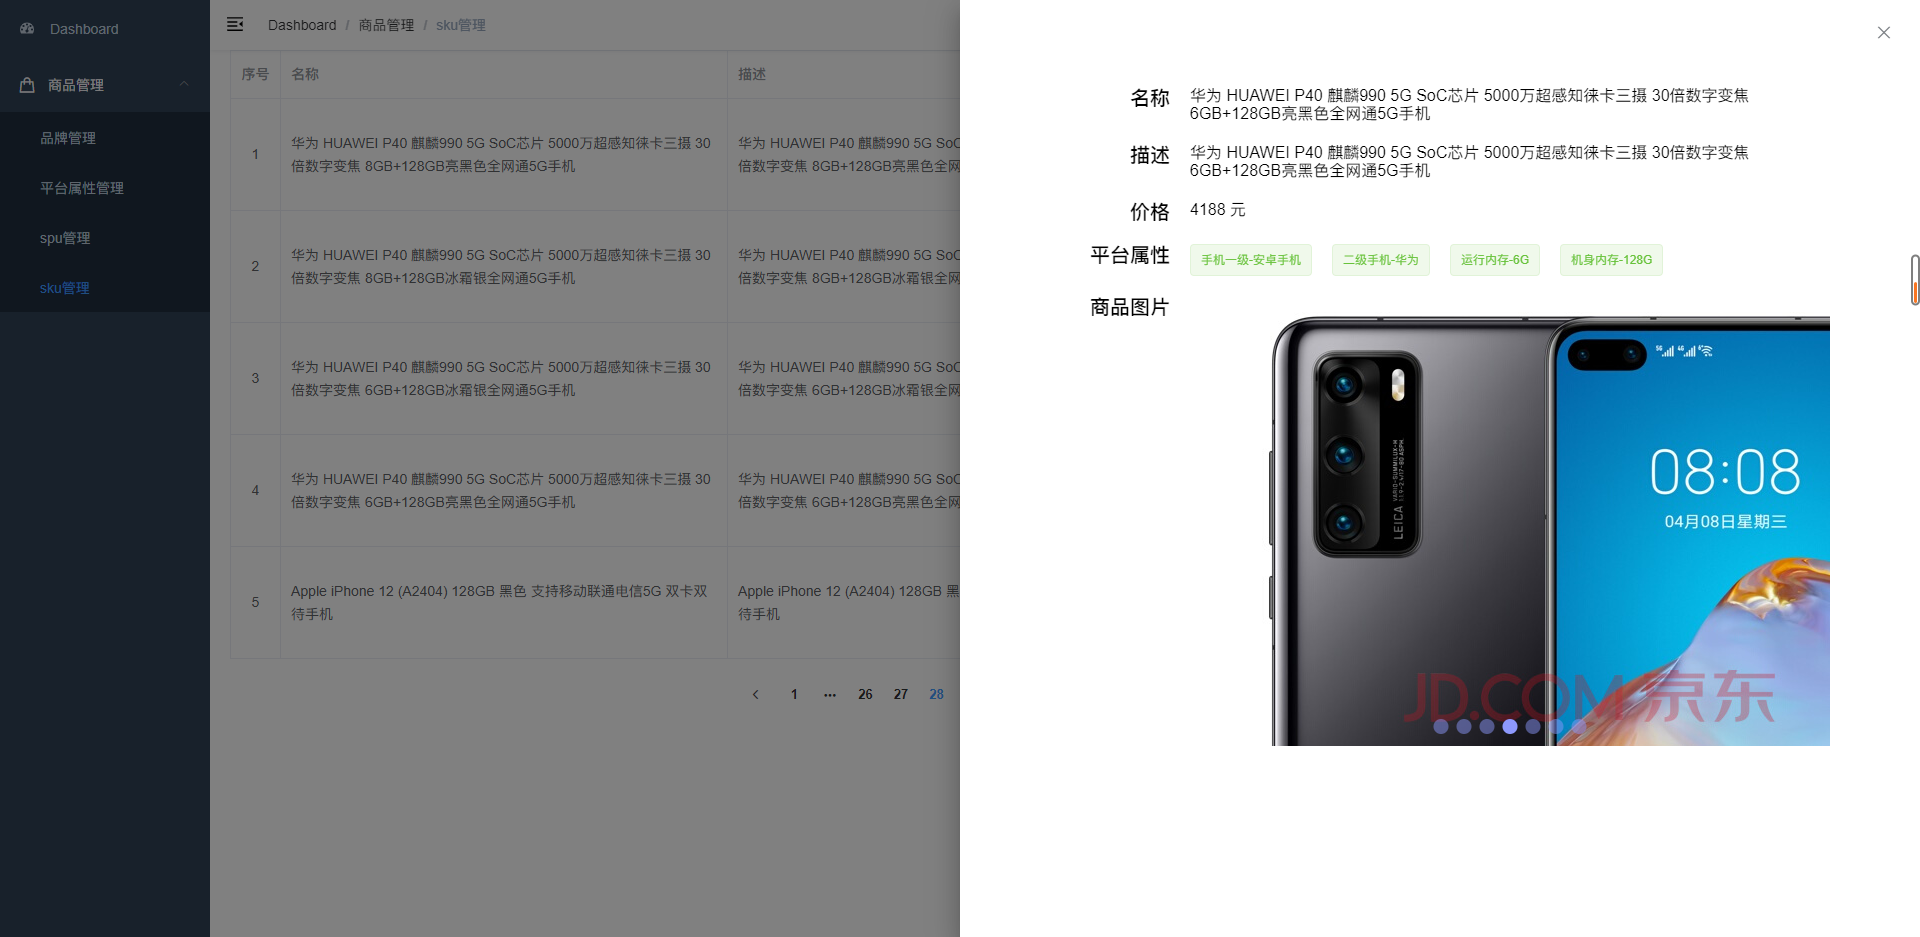 Dashboard
商品管理
品牌管理
平台属性管理
spu管理
sku管理
Dashboard / 商品管理 / sku管理
序号 名称 描述
1
华为 HUAWEI P40 麒麟990 5G SoC芯片 5000万超感知徕卡三摄 30
倍数字变焦 8GB+128GB亮黑色全网通5G手机
华为 HUAWEI P40 麒麟990 5G SoC
倍数字变焦 8GB+128GB亮黑色全网
2
华为 HUAWEI P40 麒麟990 5G SoC芯片 5000万超感知徕卡三摄 30
倍数字变焦 8GB+128GB冰霜银全网通5G手机
华为 HUAWEI P40 麒麟990 5G SoC
倍数字变焦 8GB+128GB冰霜银全网
3
华为 HUAWEI P40 麒麟990 5G SoC芯片 5000万超感知徕卡三摄 30
倍数字变焦 6GB+128GB冰霜银全网通5G手机
华为 HUAWEI P40 麒麟990 5G SoC
倍数字变焦 6GB+128GB冰霜银全网
4
华为 HUAWEI P40 麒麟990 5G SoC芯片 5000万超感知徕卡三摄 30
倍数字变焦 6GB+128GB亮黑色全网通5G手机
华为 HUAWEI P40 麒麟990 5G SoC
倍数字变焦 6GB+128GB亮黑色全网
5
Apple iPhone 12 (A2404) 128GB 黑色 支持移动联通电信5G 双卡双
待手机
Apple iPhone 12 (A2404) 128GB 黑
待手机
1 ··· 26 27 28
名称
华为 HUAWEI P40 麒麟990 5G SoC芯片 5000万超感知徕卡三摄 30倍数字变焦
6GB+128GB亮黑色全网通5G手机
描述
华为 HUAWEI P40 麒麟990 5G SoC芯片 5000万超感知徕卡三摄 30倍数字变焦
6GB+128GB亮黑色全网通5G手机
价格
4188 元
平台属性
手机一级-安卓手机 二级手机-华为 运行内存-6G 机身内存-128G
商品图片
08:08
04月08日星期三
LEICA
JD.COM京东